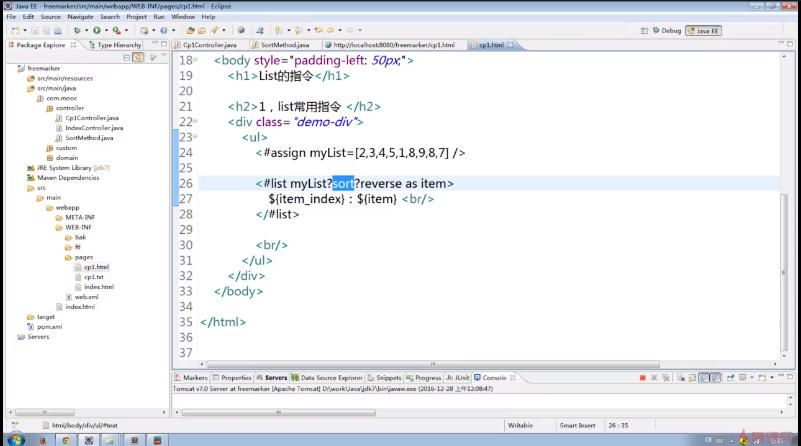 Java EE - freemarker/src/main/webapp/WEB-INF/pages/cp1.html - Eclipse
File Edit Source Navigate Search Project Run Window Help
Debug Java EE
Package Explorer Type Hierarchy
Cp1Controller.java SortMethod.java http://localhost8080/freemarker/cp1.html cp1.html
freemarker
src/main/resources
src/main/java
com.mooc
controller
Cp1Controller.java
IndexController.java
SortMethod.java
custom
domain
JRE System Library [jdk7]
Maven Dependencies
src
main
webapp
META-INF
WEB-INF
bak
ftl
pages
cp1.html
cp1.txt
index.html
web.xml
index.html
target
pom.xml
Servers
18 <body style="padding-left: 50px;">
19 <h1>List的指令</h1>
20
21 <h2>1，list常用指令 </h2>
22 <div class="demo-div">
23 <ul>
24 <#assign myList=[2,3,4,5,1,8,9,8,7] />
25
26 <#list myList?sort?reverse as item>
27 ${item_index} : ${item} <br/>
28 </#list>
29
30 <br/>
31 </ul>
32 </div>
33 </body>
34
35 </html>
36
37
Markers Properties Servers Data Source Explorer Snippets Progress JUnit Console
Tomcat v7.0 Server at freemarker [Apache Tomcat] D:\work\Java\jdk7\bin\javaw.exe (2016-12-28 上午12:08:47)
html/body/div/ul/#text Writable Smart Insert 26 : 35